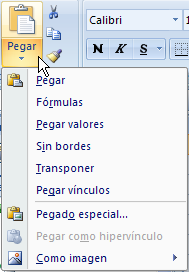 Calibri
Pegar
N K S
Pegar
Fórmulas
Pegar valores
Sin bordes
Transponer
Pegar vínculos
Pegado especial...
Pegar como hipervínculo
Como imagen